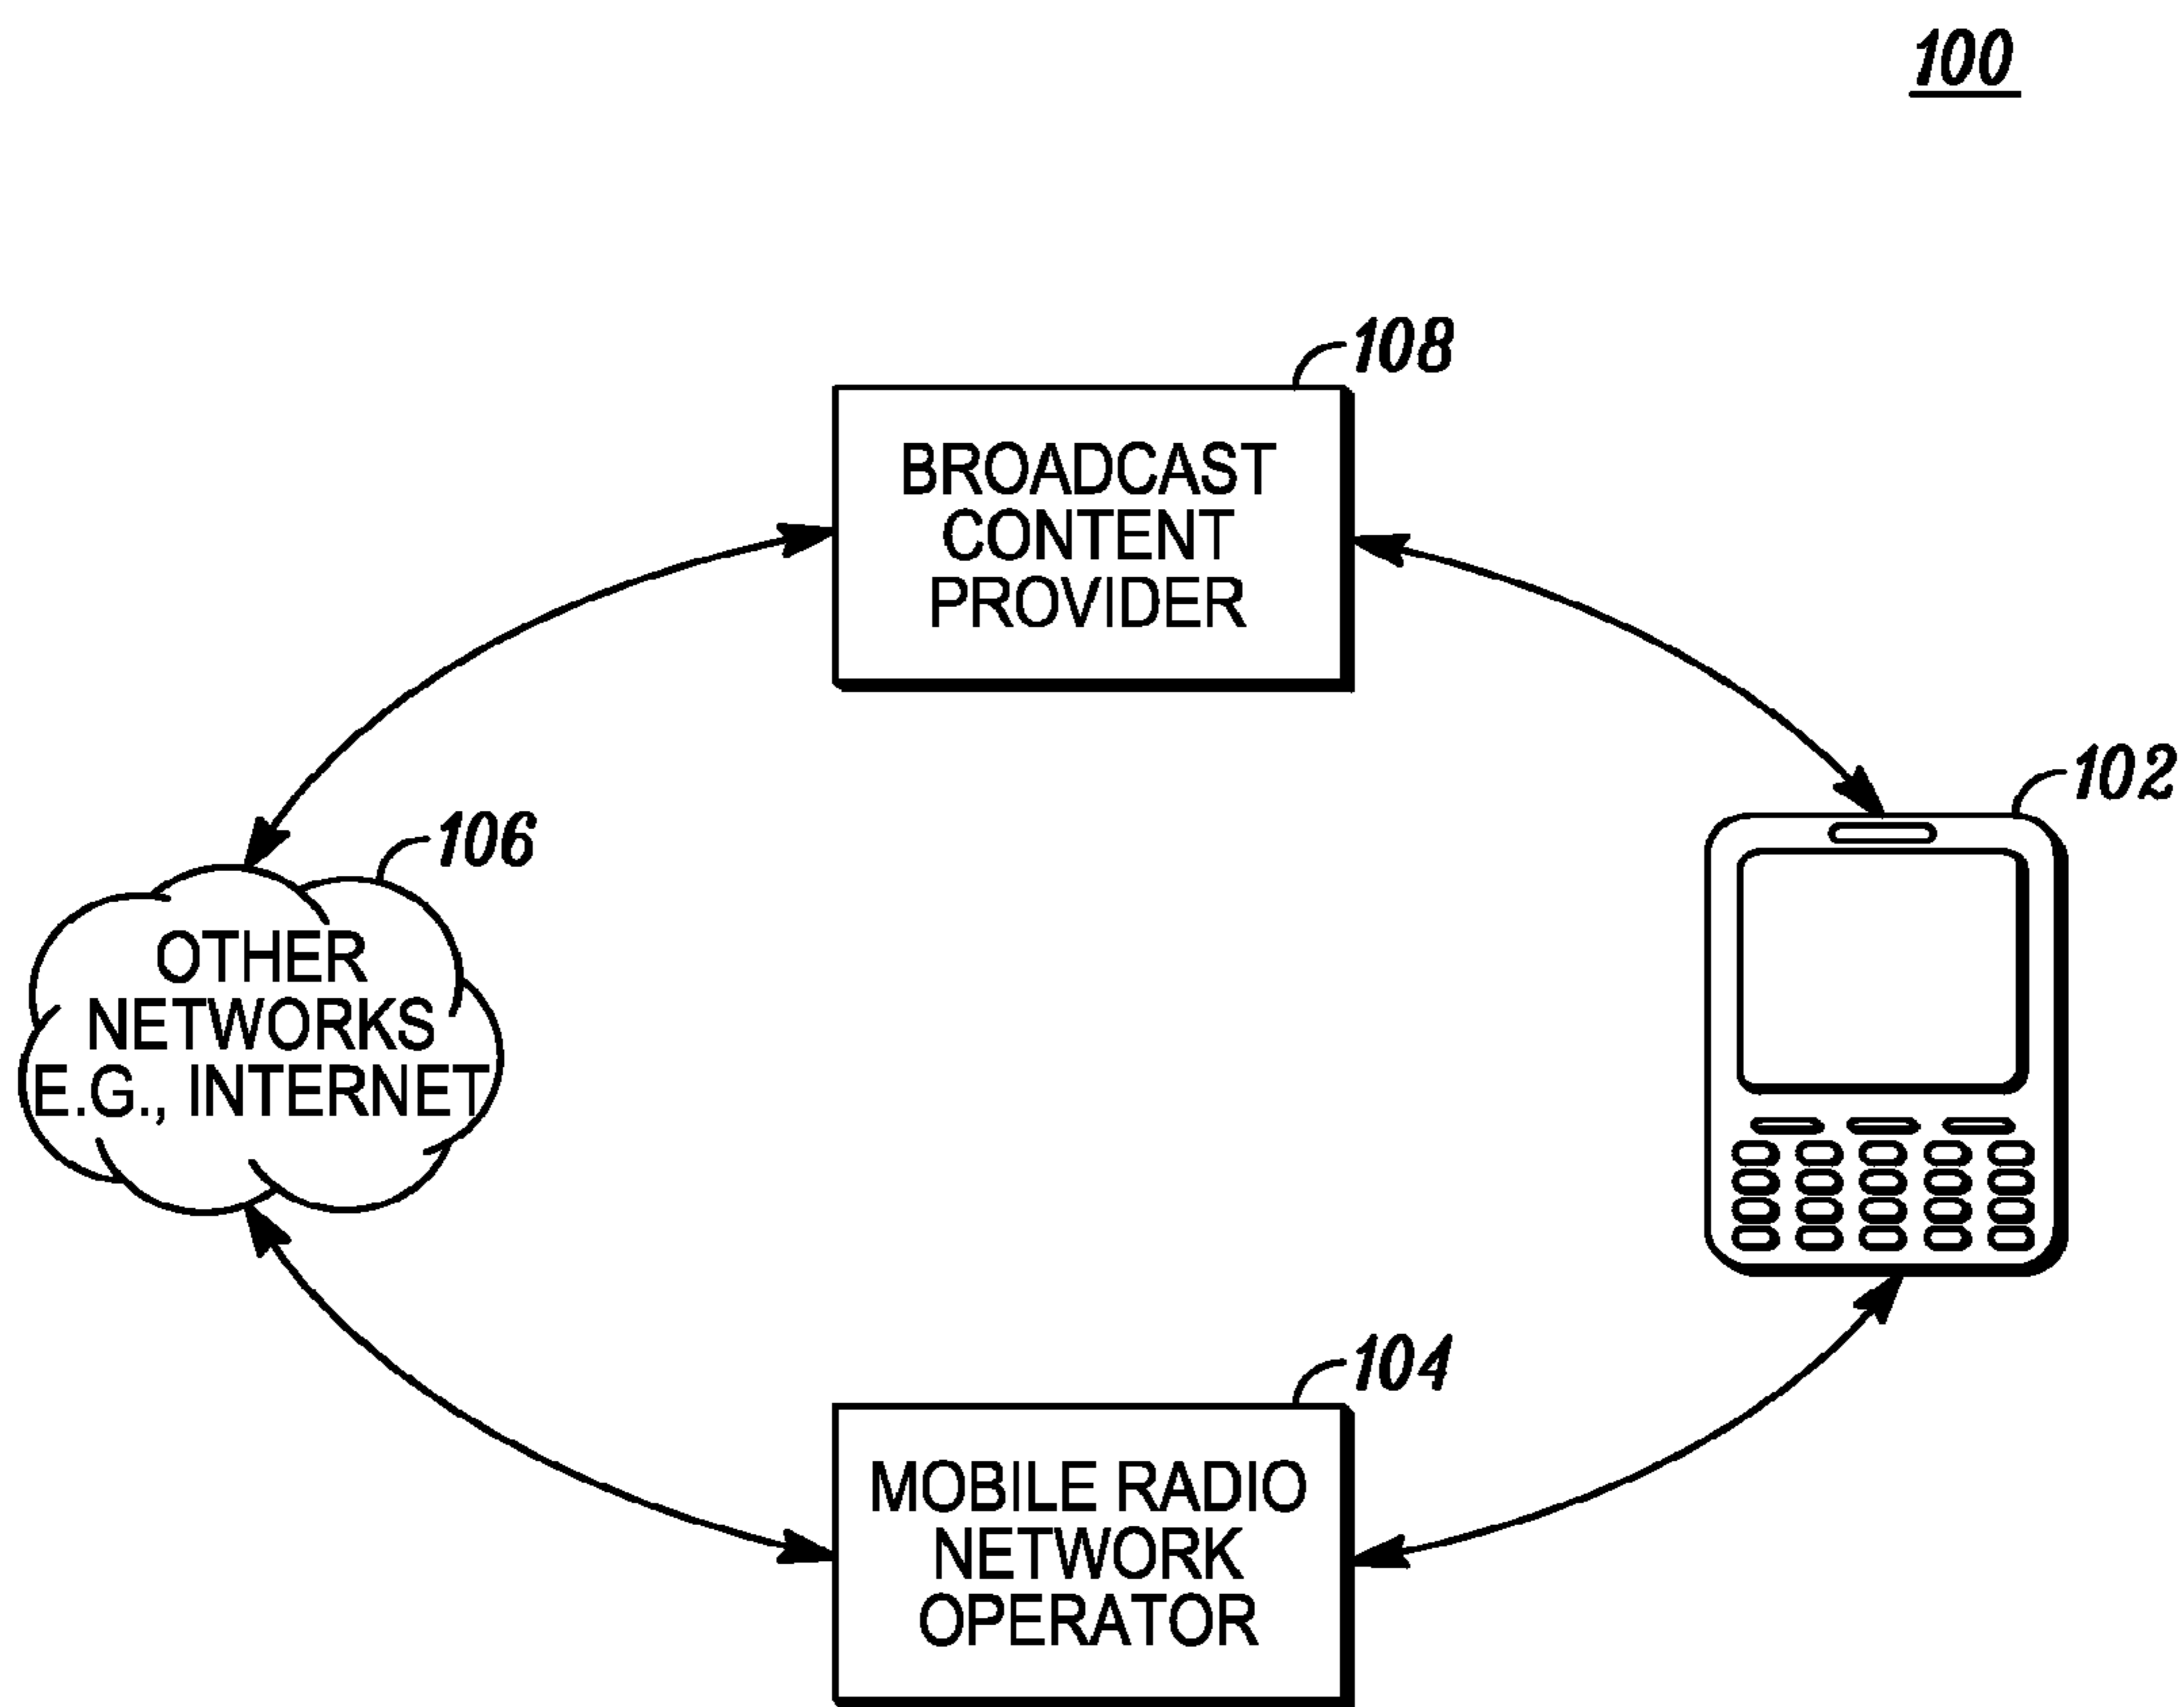 100
108
BROADCAST
CONTENT
PROVIDER
102
106
OTHER
NETWORKS
E.G., INTERNET
104
MOBILE RADIO
NETWORK
OPERATOR